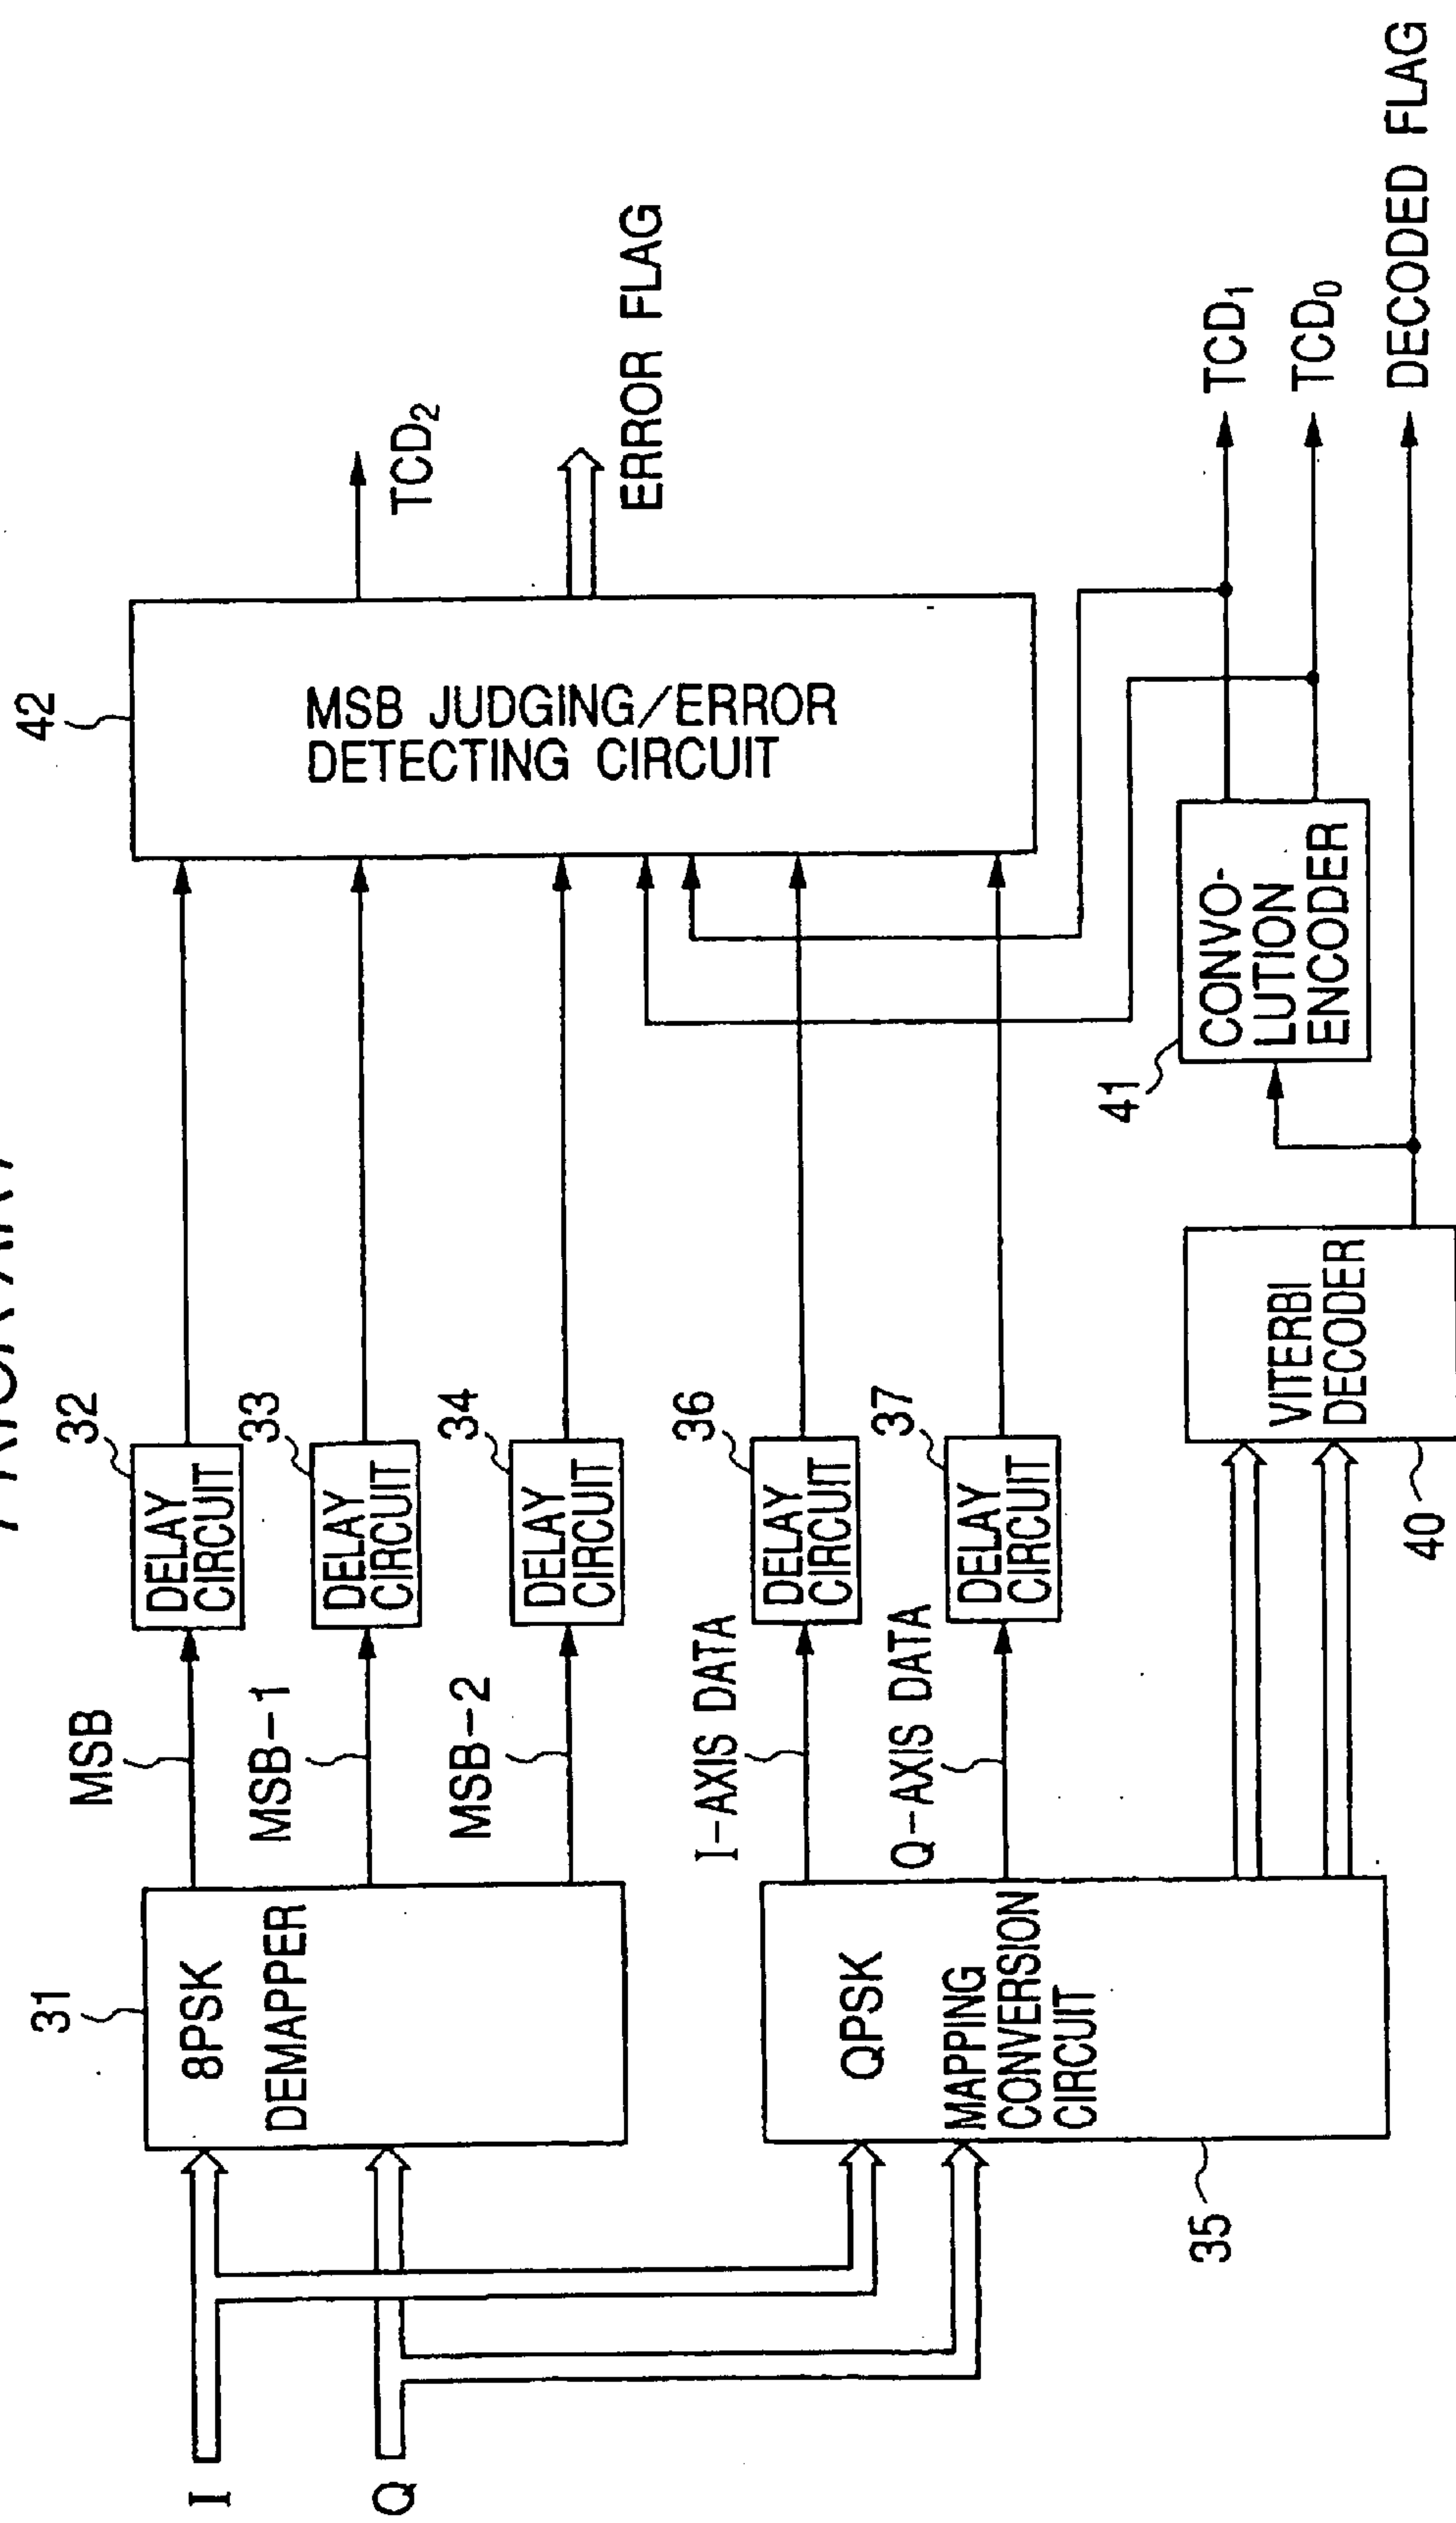 PRIOR ART
I
Q
31
8PSK
DEMAPPER
MSB
MSB-1
MSB-2
32
DELAY
CIRCUIT
33
DELAY
CIRCUIT
34
DELAY
CIRCUIT
42
MSB JUDGING/ERROR
DETECTING CIRCUIT
TCD₂
ERROR FLAG
QPSK
MAPPING
CONVERSION
CIRCUIT
35
I-AXIS DATA
Q-AXIS DATA
36
DELAY
CIRCUIT
37
DELAY
CIRCUIT
VITERBI
DECODER
40
41
CONVO-
LUTION
ENCODER
TCD₁
TCD₀
DECODED FLAG